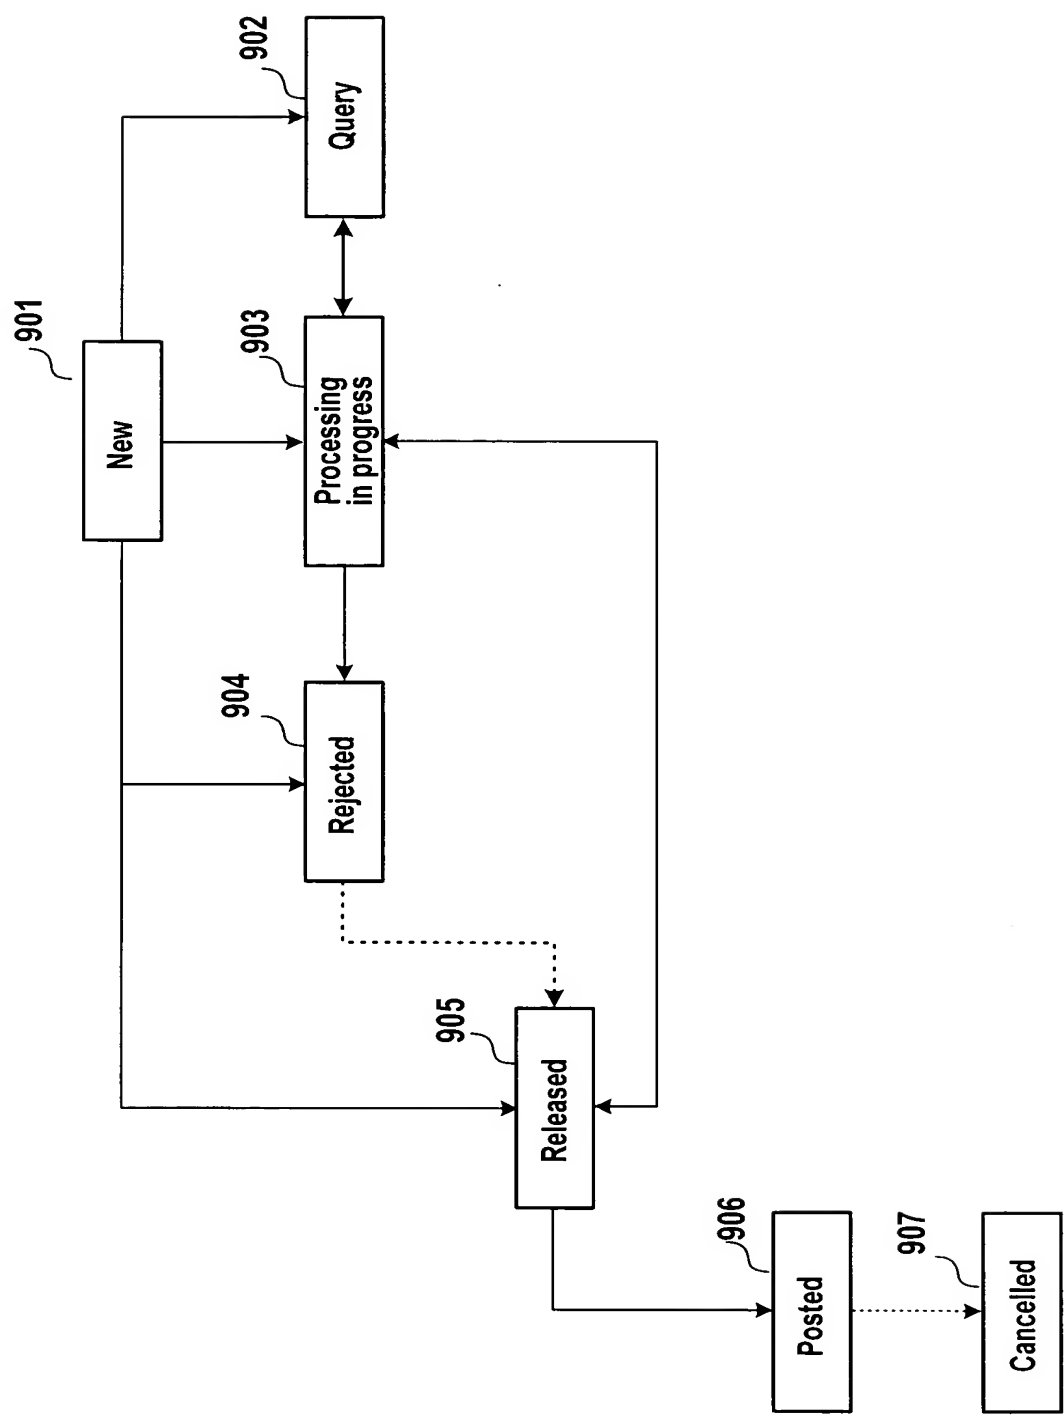 901
New
902
Query
903
Processing
in progress
904
Rejected
905
Released
906
Posted
907
Cancelled